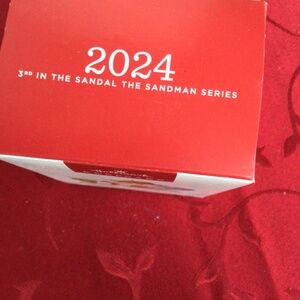 2024
3RD IN THE SANDAL THE SANDMAN SERIES